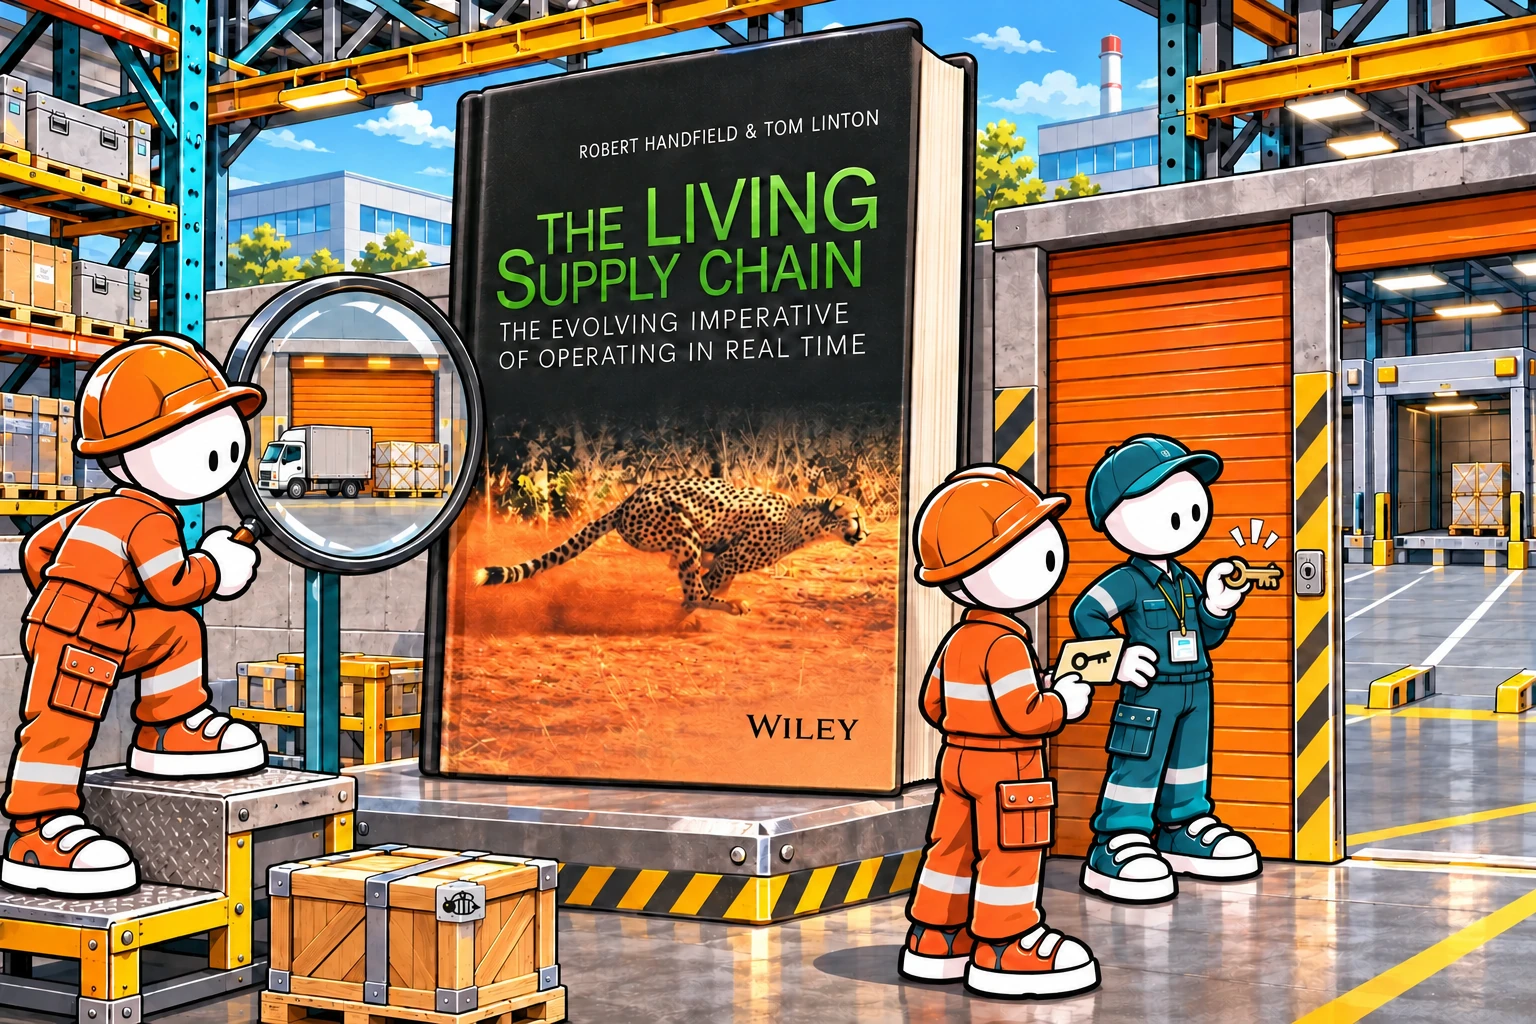 ROBERT HANDFIELD & TOM LINTON
THE LIVING
SUPPLY CHAIN
THE EVOLVING IMPERATIVE
OF OPERATING IN REAL TIME
WILEY